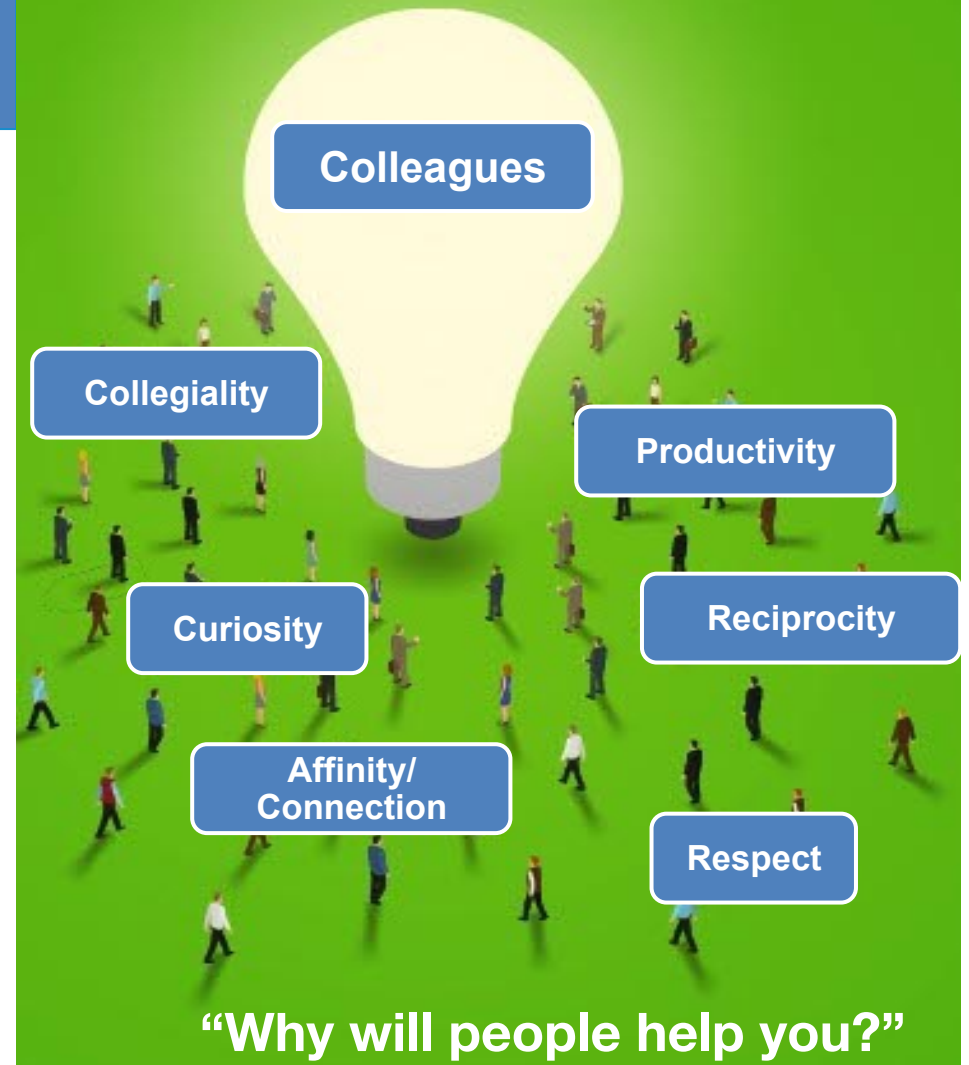 Colleagues
Collegiality
Productivity
Curiosity
Reciprocity
Affinity/
Connection
Respect
“Why will people help you?”